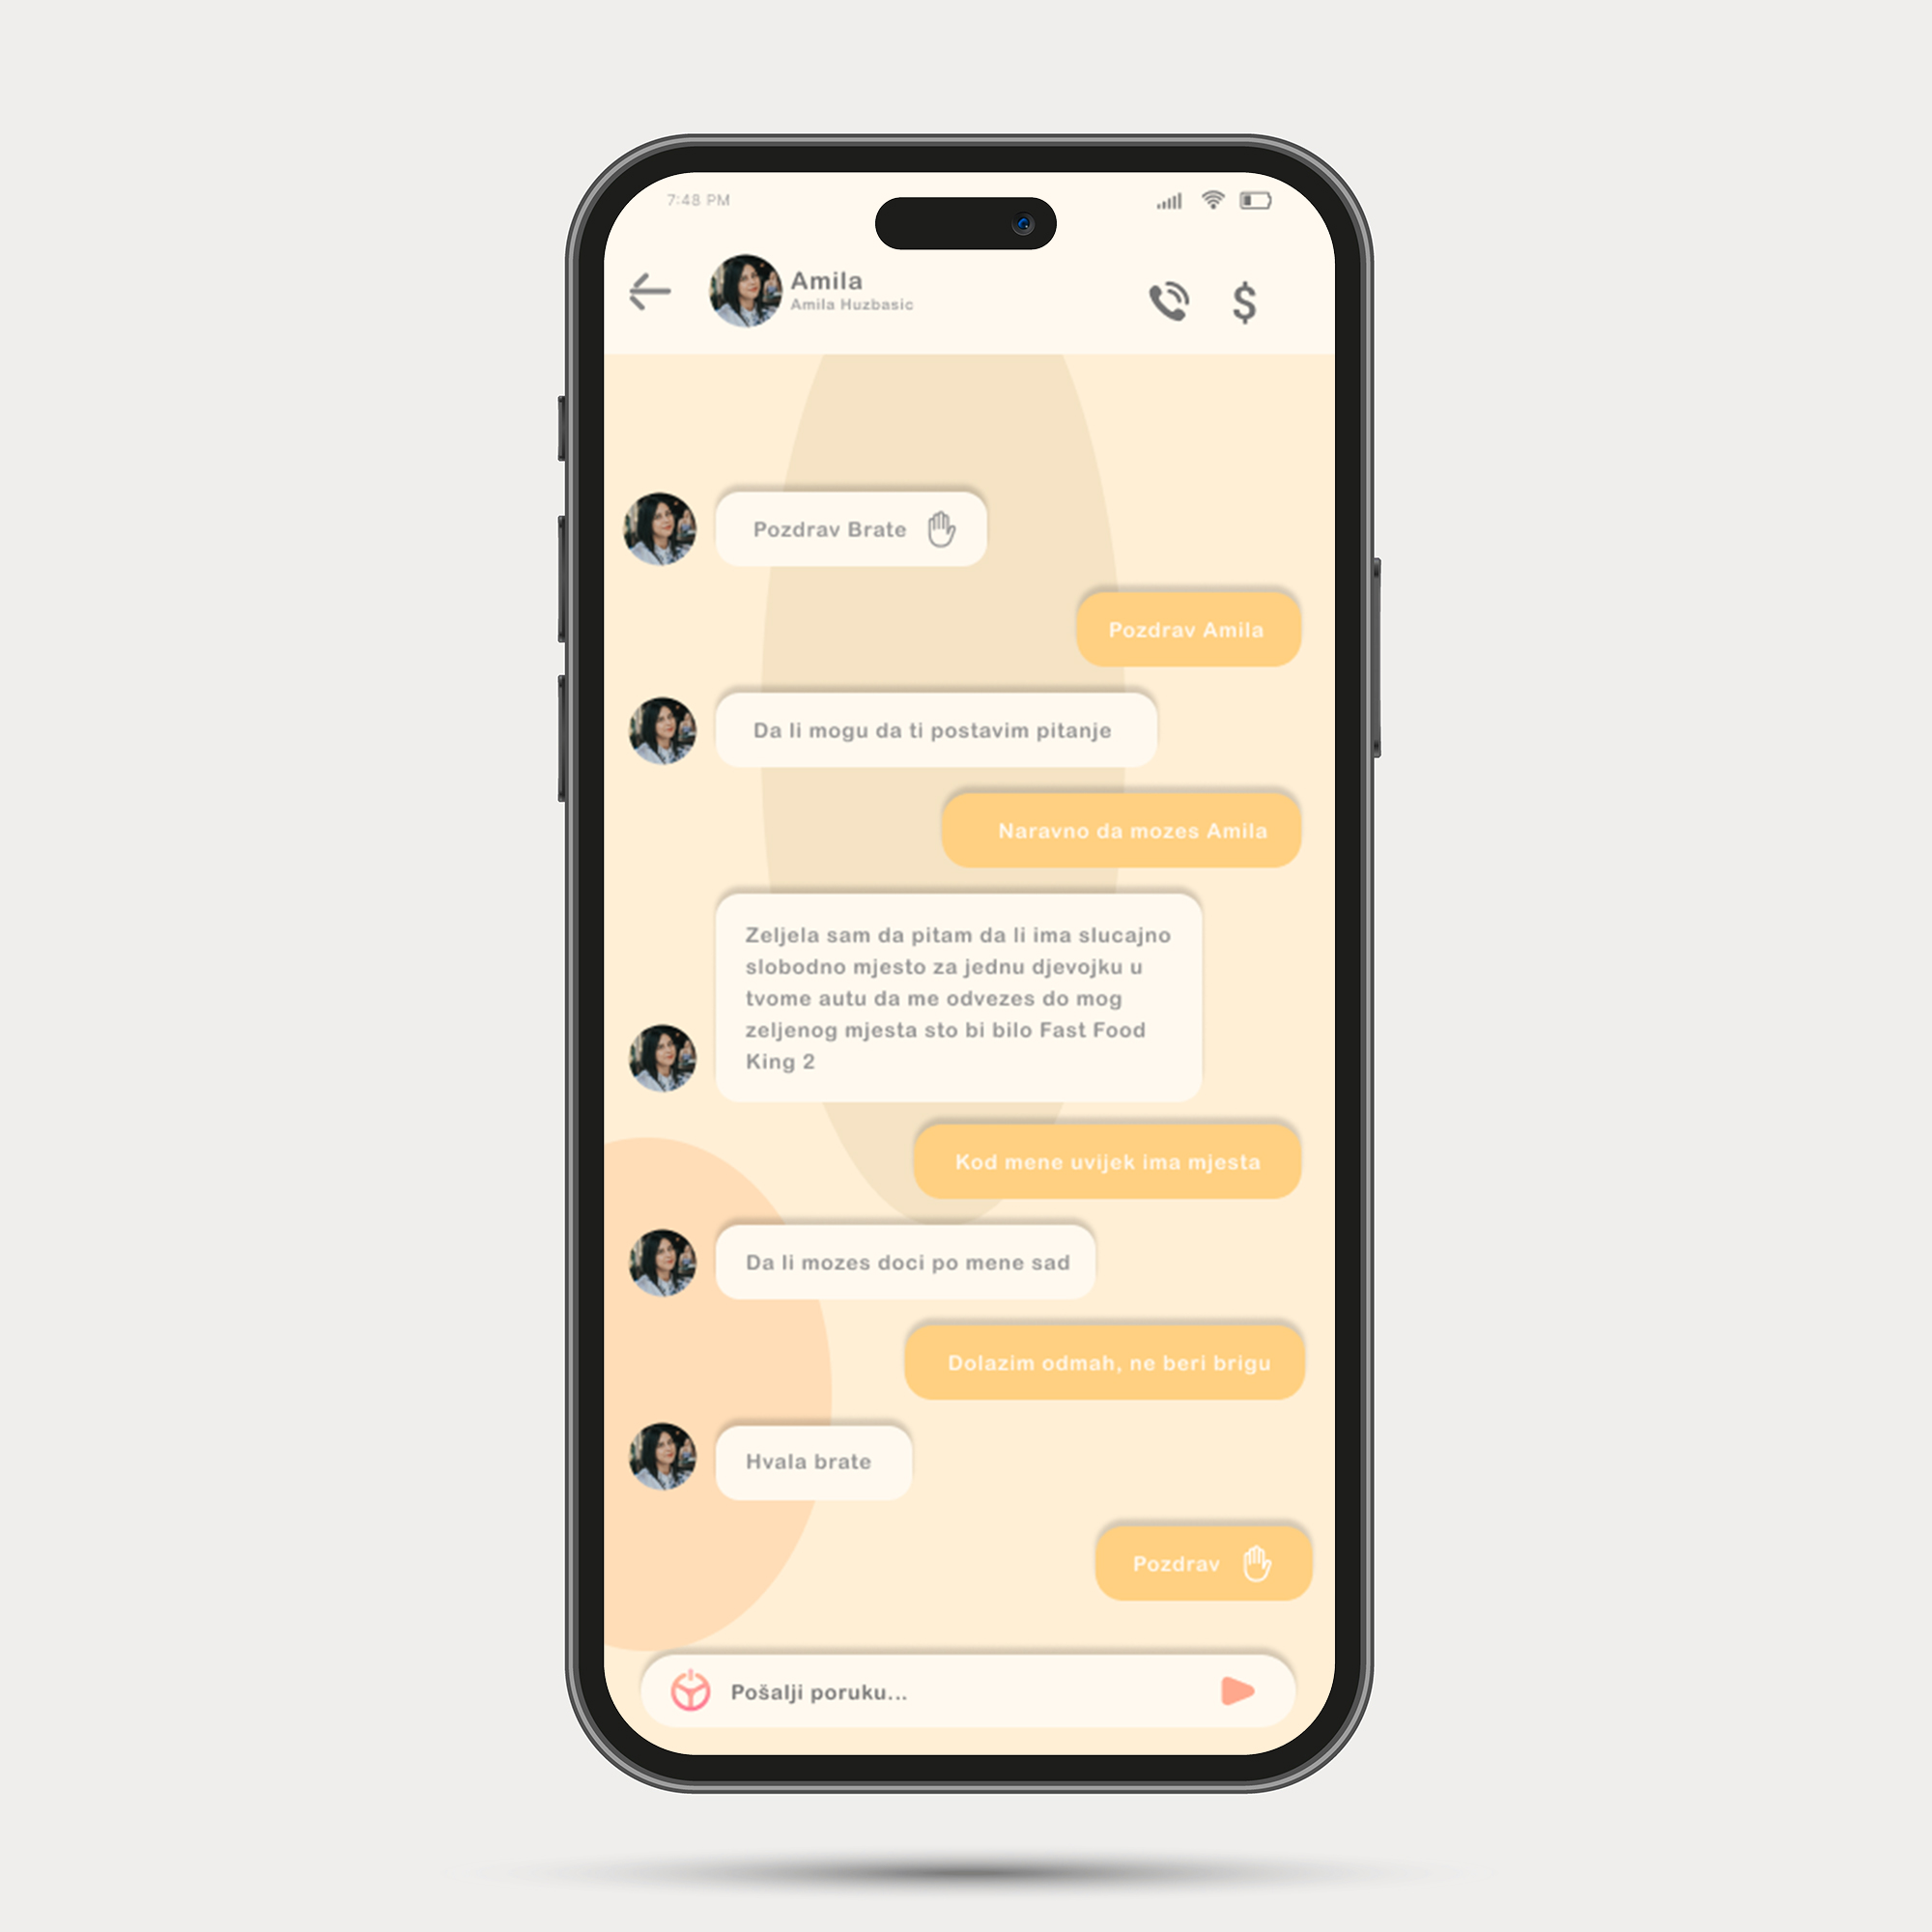 7:48 PM
Amila
Amila Huzbasic
$
Pozdrav Brate
Pozdrav Amila
Da li mogu da ti postavim pitanje
Naravno da mozes Amila
Zeljela sam da pitam da li ima slucajno
slobodno mjesto za jednu djevojku u
tvome autu da me odvezes do mog
zeljenog mjesta sto bi bilo Fast Food
King 2
Kod mene uvijek ima mjesta
Da li mozes doci po mene sad
Dolazim odmah, ne beri brigu
Hvala brate
Pozdrav
Pošalji poruku...